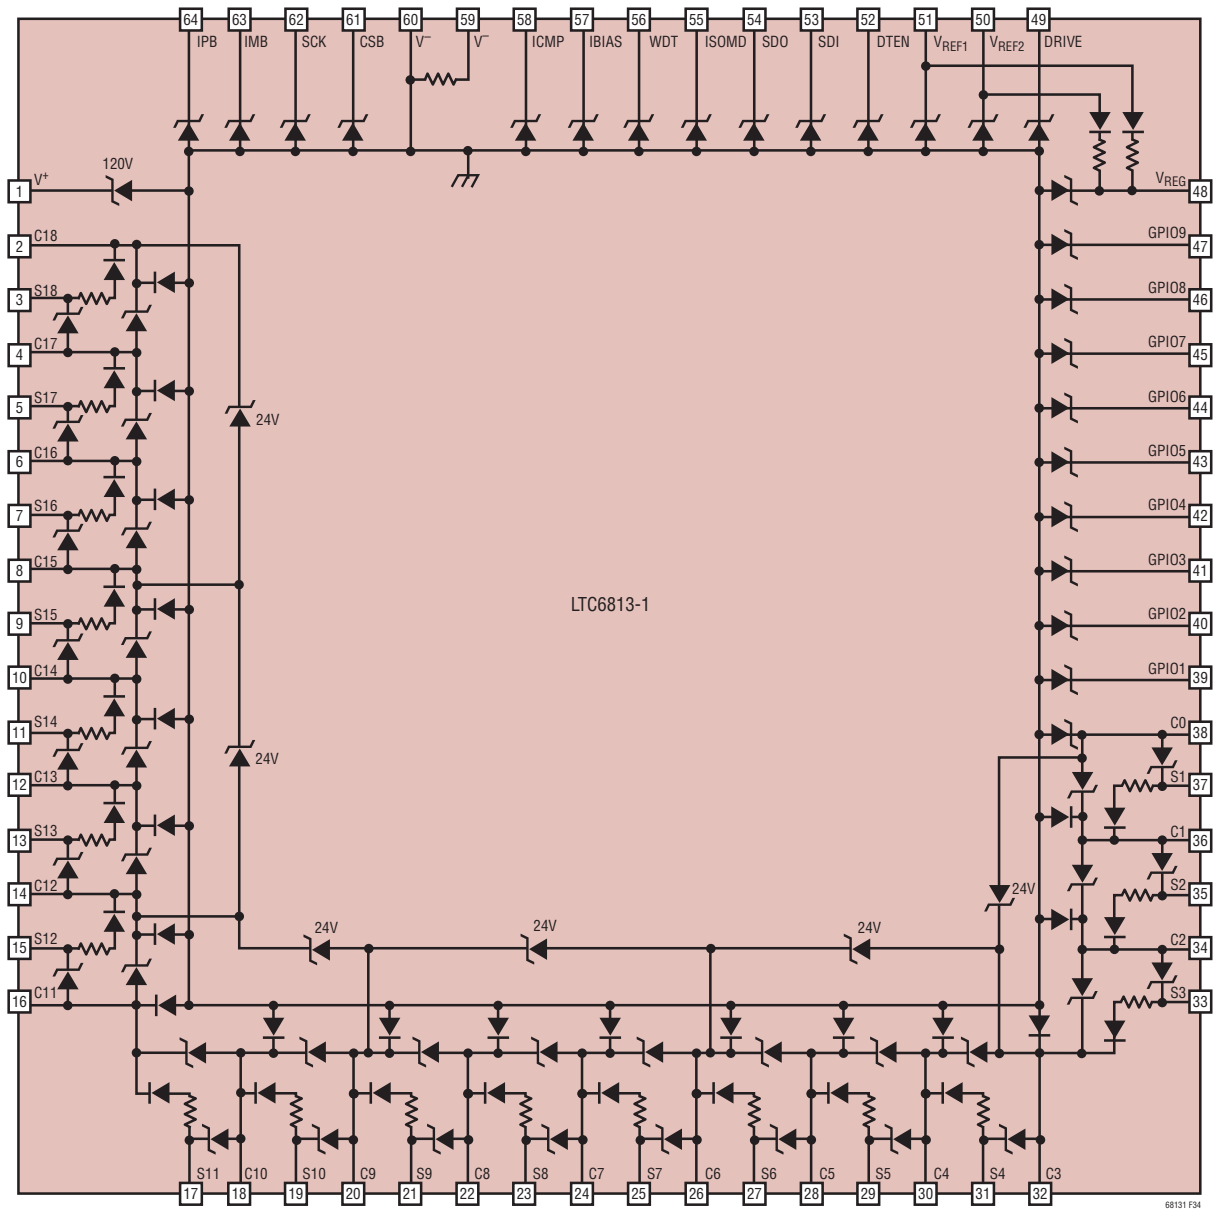 64 63 62 61 60 59 58 57 56 55 54 53 52 51 50 49
IPB IMB SCK CSB V– V– ICMP IBIAS WDT ISOMD SDO SDI DTEN VREF1 VREF2 DRIVE
120V
1 V+
VREG 48
2 C18
GPIO9 47
3 S18
GPIO8 46
4 C17
GPIO7 45
5 S17
24V
GPIO6 44
6 C16
GPIO5 43
7 S16
GPIO4 42
8 C15
GPIO3 41
LTC6813-1
9 S15
GPIO2 40
10 C14
GPIO1 39
11 S14
C0 38
24V
12 C13
S1 37
13 S13
C1 36
14 C12
24V
S2 35
15 S12
24V 24V 24V
C2 34
16 C11
S3 33
S11 C10 S10 C9 S9 C8 S8 C7 S7 C6 S6 C5 S5 C4 S4 C3
17 18 19 20 21 22 23 24 25 26 27 28 29 30 31 32
68131 F34